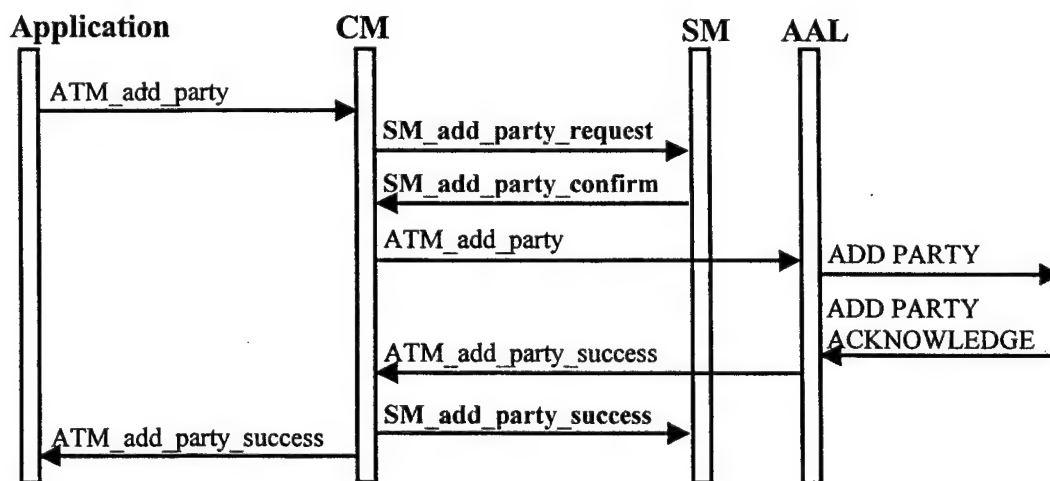 Application CM SM AAL
ATM_add_party
SM_add_party_request
SM_add_party_confirm
ATM_add_party
ADD PARTY
ADD PARTY
ACKNOWLEDGE
ATM_add_party_success
SM_add_party_success
ATM_add_party_success